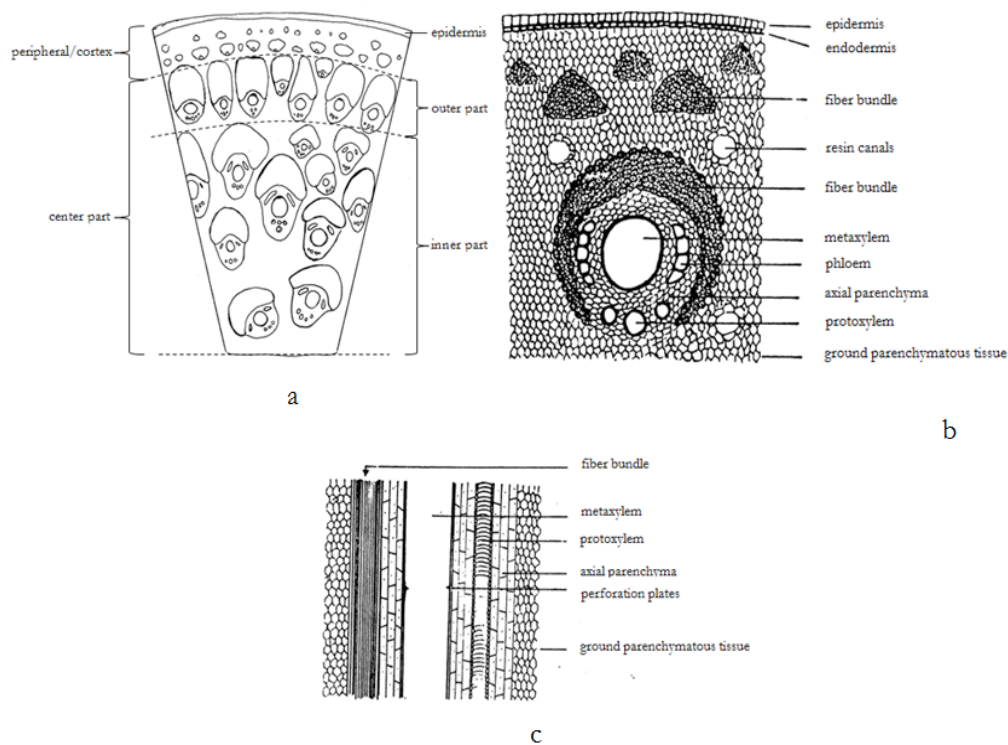 peripheral/cortex
center part
epidermis
outer part
inner part
a
epidermis
endodermis
fiber bundle
resin canals
fiber bundle
metaxylem
phloem
axial parenchyma
protoxylem
ground parenchymatous tissue
b
fiber bundle
metaxylem
protoxylem
axial parenchyma
perforation plates
ground parenchymatous tissue
c